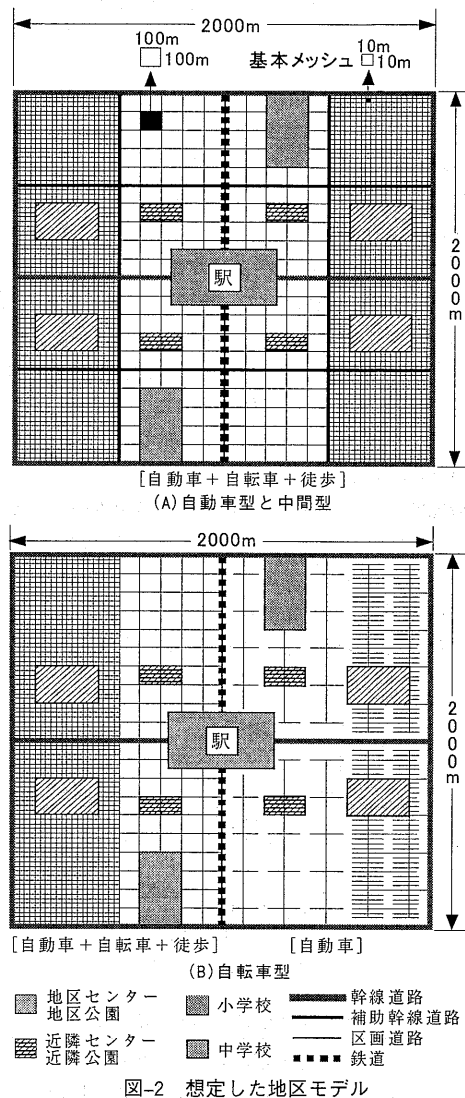 2000m
100m
100m
基本メッシュ
10m
10m
駅
2000m
[自動車+自転車+徒歩]
(A)自動車型と中間型
2000m
駅
2000m
[自動車+自転車+徒歩]
[自動車]
(B)自転車型
地区センター
地区公園
小学校
幹線道路
補助幹線道路
近隣センター
近隣公園
中学校
区画道路
鉄道
図-2 想定した地区モデル